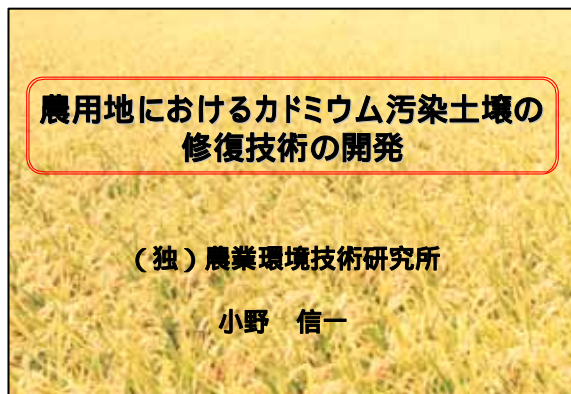 農用地におけるカドミウム汚染土壌の
修復技術の開発
（独）農業環境技術研究所
小野　信一